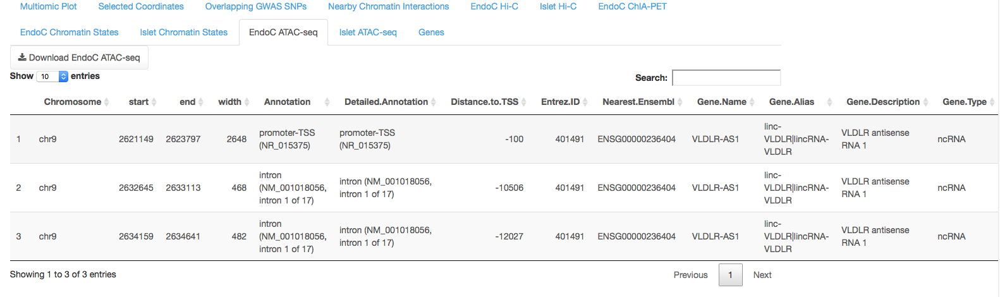 Multiomic Plot Selected Coordinates Overlapping GWAS SNPs Nearby Chromatin Interactions EndoC Hi-C Islet Hi-C EndoC ChIA-PET
EndoC Chromatin States Islet Chromatin States EndoC ATAC-seq Islet ATAC-seq Genes
Download EndoC ATAC-seq
Show 10 entries Search:
Chromosome start end width Annotation Detailed.Annotation Distance.to.TSS Entrez.ID Nearest.Ensembl Gene.Name Gene.Alias Gene.Description Gene.Type
1 chr9 2621149 2623797 2648 promoter-TSS (NR_015375) promoter-TSS (NR_015375) -100 401491 ENSG00000236404 VLDLR-AS1 linc-VLDLR|lincRNA-VLDLR VLDLR antisense RNA 1 ncRNA
2 chr9 2632645 2633113 468 intron (NM_001018056, intron 1 of 17) intron (NM_001018056, intron 1 of 17) -10506 401491 ENSG00000236404 VLDLR-AS1 linc-VLDLR|lincRNA-VLDLR VLDLR antisense RNA 1 ncRNA
3 chr9 2634159 2634641 482 intron (NM_001018056, intron 1 of 17) intron (NM_001018056, intron 1 of 17) -12027 401491 ENSG00000236404 VLDLR-AS1 linc-VLDLR|lincRNA-VLDLR VLDLR antisense RNA 1 ncRNA
Showing 1 to 3 of 3 entries Previous 1 Next